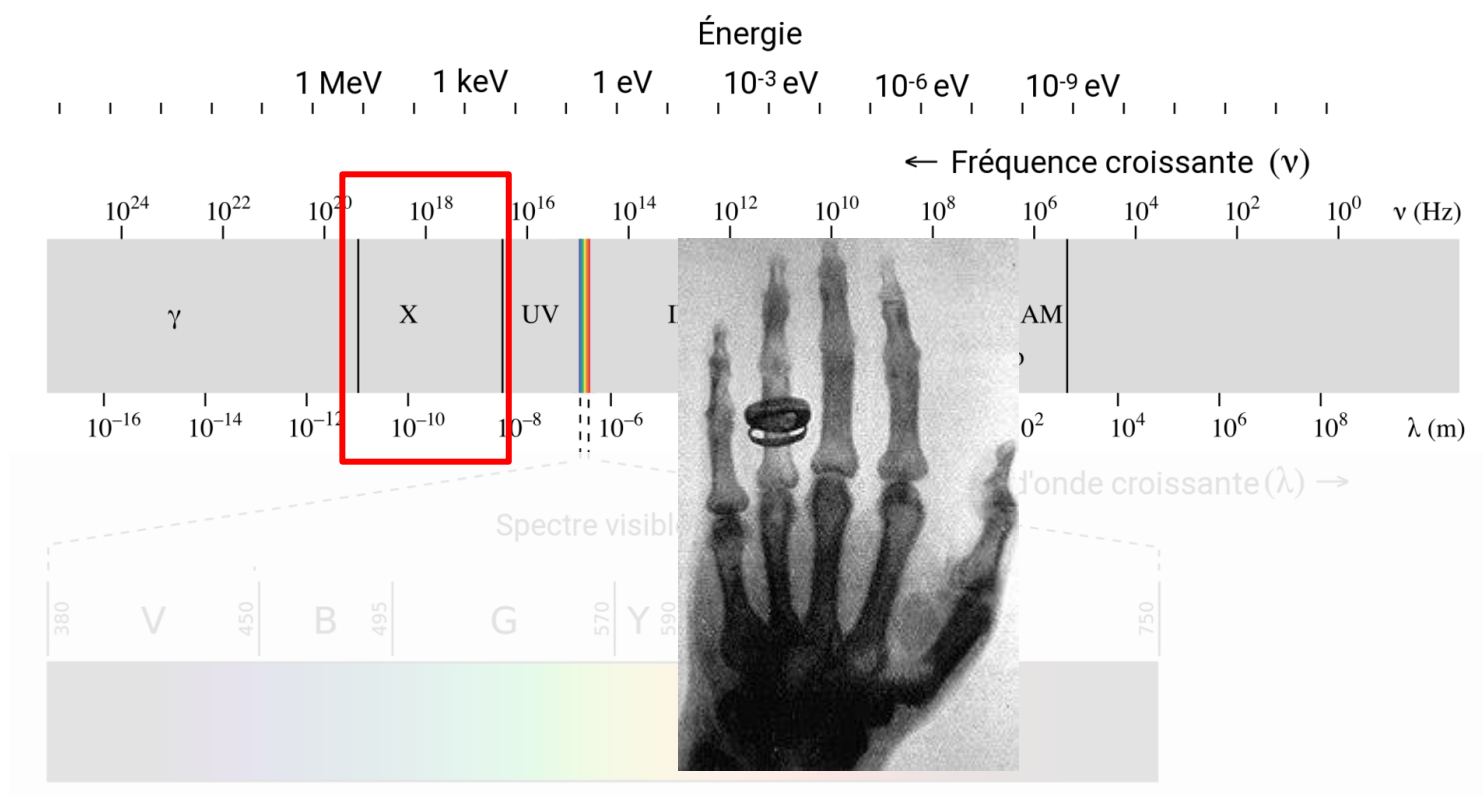 Énergie
1 MeV 1 keV 1 eV 10⁻³ eV 10⁻⁶ eV 10⁻⁹ eV
← Fréquence croissante (ν)
10²⁴ 10²² 10²⁰ 10¹⁸ 10¹⁶ 10¹⁴ 10¹² 10¹⁰ 10⁸ 10⁶ 10⁴ 10² 10⁰ ν (Hz)
γ X UV I AM
10⁻¹⁶ 10⁻¹⁴ 10⁻¹² 10⁻¹⁰ 10⁻⁸ 10⁻⁶ 0² 10⁴ 10⁶ 10⁸ λ (m)
d'onde croissante (λ) →
Spectre visibl
380 V 450 B 495 G 570 Y 590 750